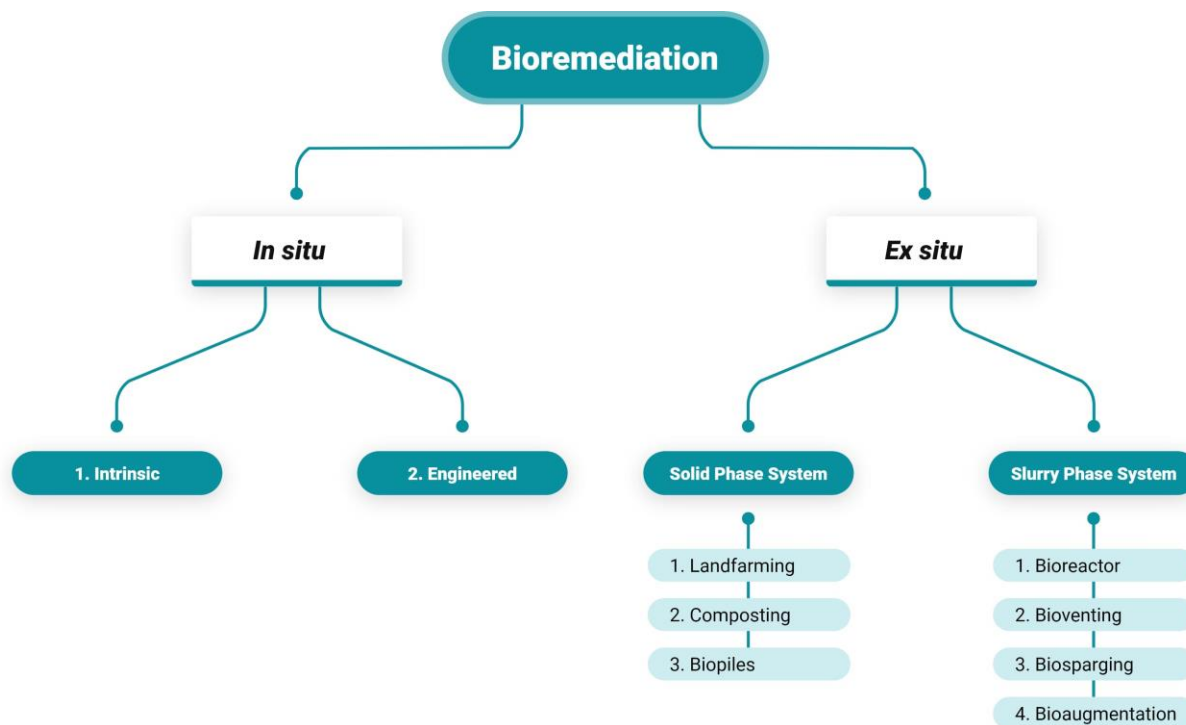 Bioremediation
In situ
Ex situ
1. Intrinsic
2. Engineered
Solid Phase System
Slurry Phase System
1. Landfarming
2. Composting
3. Biopiles
1. Bioreactor
2. Bioventing
3. Biosparging
4. Bioaugmentation